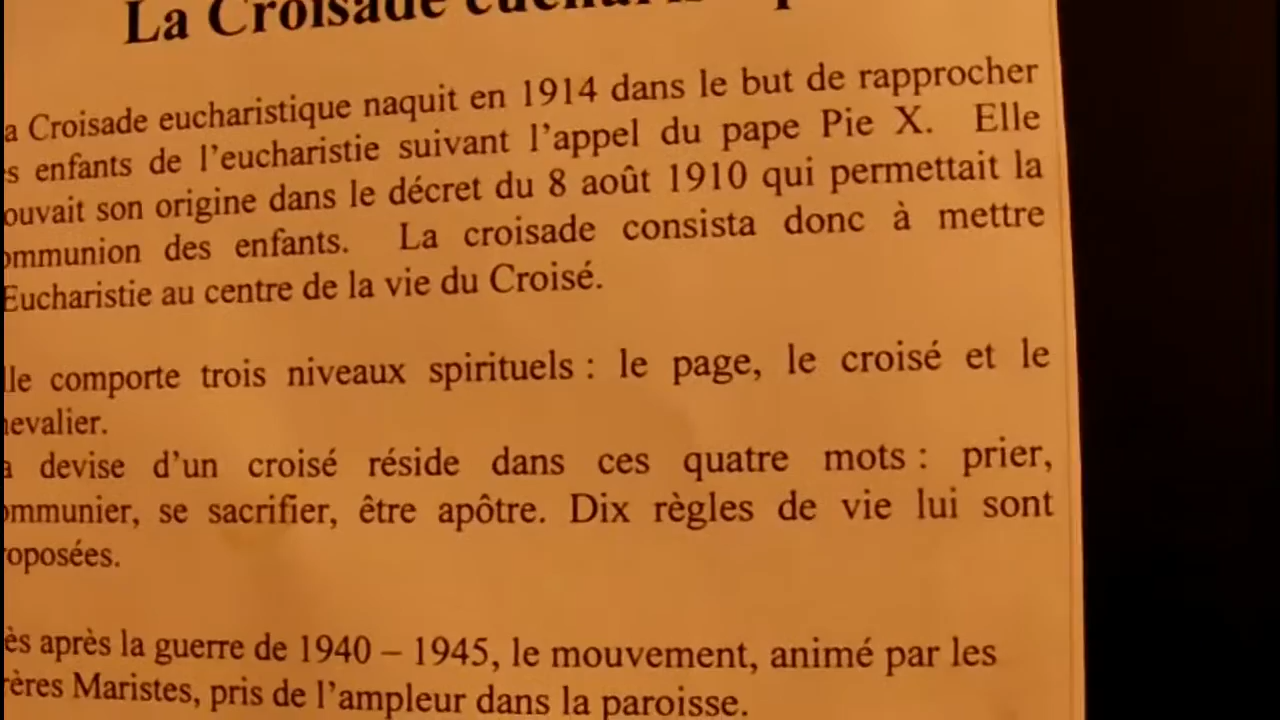 La Croisade
a Croisade eucharistique naquit en 1914 dans le but de rapprocher
s enfants de l'eucharistie suivant l'appel du pape Pie X. Elle
ouvait son origine dans le décret du 8 août 1910 qui permettait la
ommunion des enfants. La croisade consista donc à mettre
Eucharistie au centre de la vie du Croisé.
lle comporte trois niveaux spirituels : le page, le croisé et le
hevalier.
a devise d'un croisé réside dans ces quatre mots : prier,
ommunier, se sacrifier, être apôtre. Dix règles de vie lui sont
roposées.
ès après la guerre de 1940 – 1945, le mouvement, animé par les
rères Maristes, pris de l'ampleur dans la paroisse.